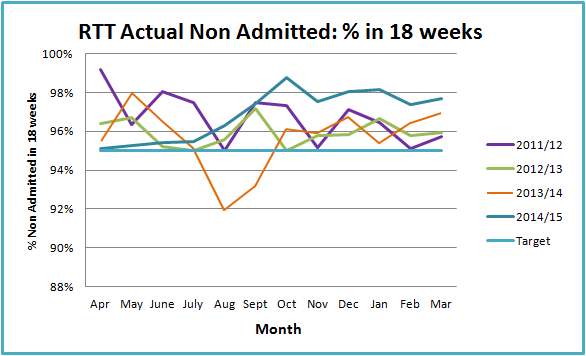 RTT Actual Non Admitted: % in 18 weeks
100%
98%
96%
94%
92%
90%
88%
% Non Admitted in 18 weeks
Apr May June July Aug Sept Oct Nov Dec Jan Feb Mar
Month
2011/12
2012/13
2013/14
2014/15
Target